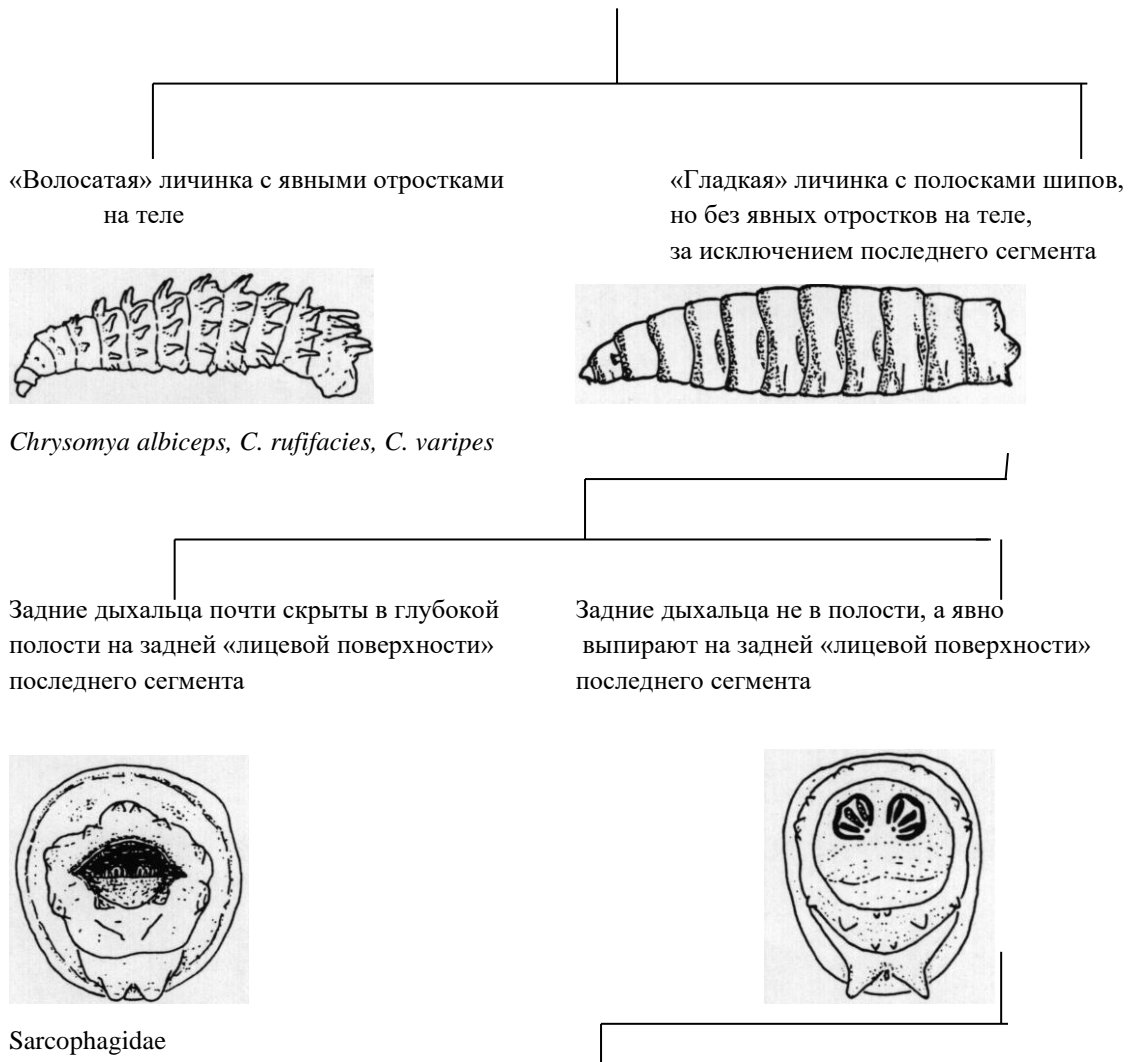 «Волосатая» личинка с явными отростками
на теле
«Гладкая» личинка с полосками шипов,
но без явных отростков на теле,
за исключением последнего сегмента
Chrysomya albiceps, C. rufifacies, C. varipes
Задние дыхальца почти скрыты в глубокой
полости на задней «лицевой поверхности»
последнего сегмента
Задние дыхальца не в полости, а явно
выпирают на задней «лицевой поверхности»
последнего сегмента
Sarcophagidae